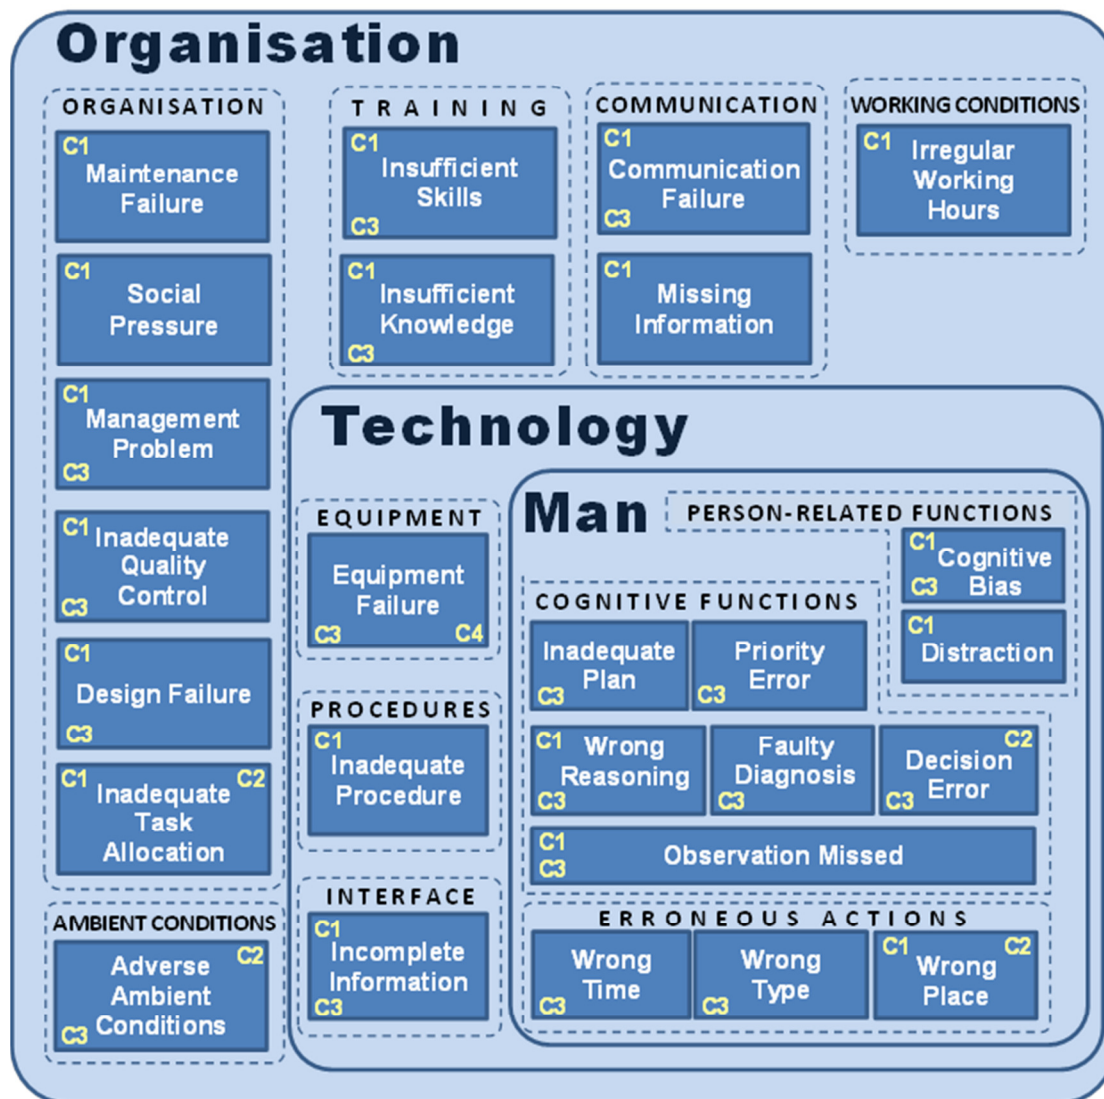 Organisation
ORGANISATION
C1
Maintenance
Failure
C1
Social
Pressure
C1
Management
Problem
C3
C1
Inadequate
Quality
Control
C3
C1
Design Failure
C3
C1 C2
Inadequate
Task
Allocation
AMBIENT CONDITIONS
C2
Adverse
Ambient
Conditions
C3
TRAINING
C1
Insufficient
Skills
C3
C1
Insufficient
Knowledge
C3
COMMUNICATION
C1
Communication
Failure
C3
C1
Missing
Information
WORKING CONDITIONS
C1
Irregular
Working
Hours
Technology
EQUIPMENT
Equipment
Failure
C3 C4
PROCEDURES
C1
Inadequate
Procedure
INTERFACE
C1
Incomplete
Information
C3
Man
PERSON-RELATED FUNCTIONS
C1
Cognitive
Bias
C3
C1
Distraction
COGNITIVE FUNCTIONS
Inadequate
Plan
C3
Priority
Error
C3
C1
Wrong
Reasoning
C3
Faulty
Diagnosis
C3
C2
Decision
Error
C3
C1
Observation Missed
C3
ERRONEOUS ACTIONS
Wrong
Time
C3
Wrong
Type
C3
C1 C2
Wrong
Place